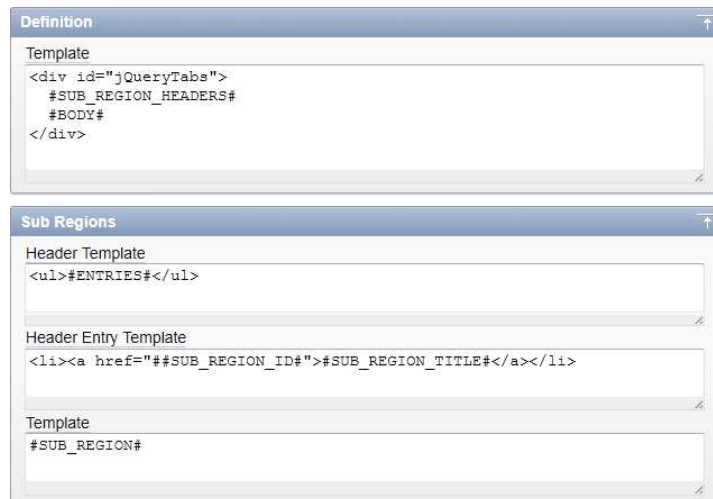 Definition
Template
<div id="jQueryTabs">
#SUB_REGION_HEADERS#
#BODY#
</div>
Sub Regions
Header Template
<ul>#ENTRIES#</ul>
Header Entry Template
<li><a href="##SUB_REGION_ID#">#SUB_REGION_TITLE#</a></li>
Template
#SUB_REGION#